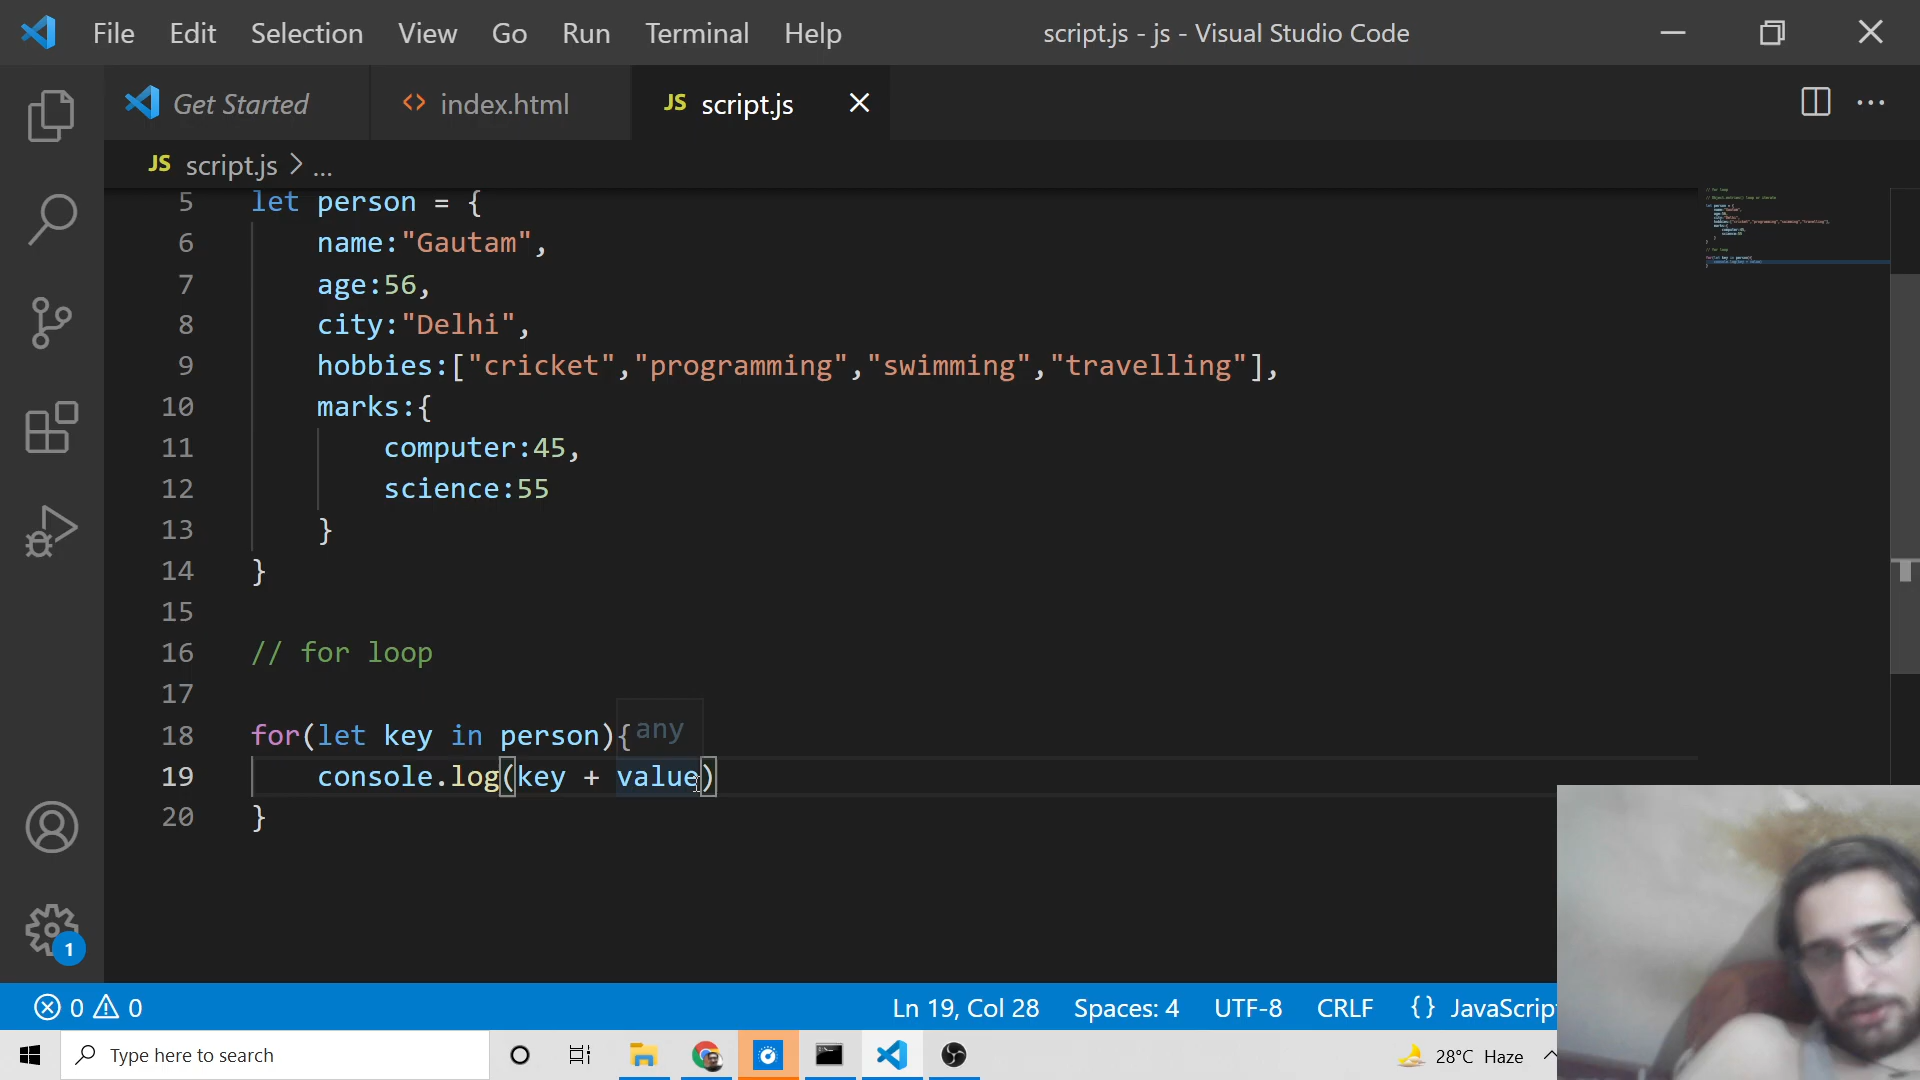 File Edit Selection View Go Run Terminal Help script.js - js - Visual Studio Code
Get Started index.html JS script.js
JS script.js > ...
5 let person = {
6 name:"Gautam",
7 age:56,
8 city:"Delhi",
9 hobbies:["cricket","programming","swimming","travelling"],
10 marks:{
11 computer:45,
12 science:55
13 }
14 }
15
16 // for loop
17
any
18 for(let key in person){
19 console.log(key + value)
20 }
1
0 0 Ln 19, Col 28 Spaces: 4 UTF-8 CRLF {} JavaScript
Type here to search 28°C Haze